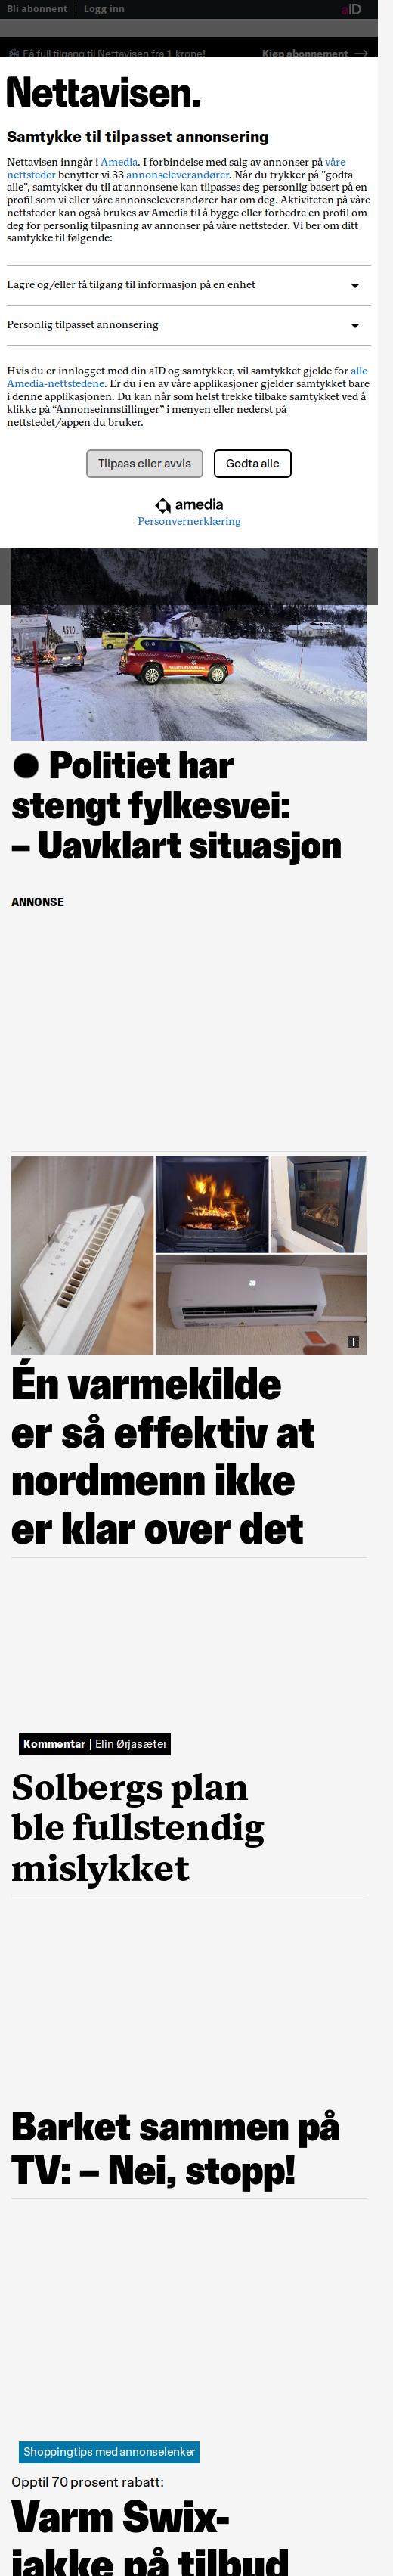 Bli abonnent | Logg inn
aID
Få full tilgang til Nettavisen fra 1 krone!
Kjøp abonnement →
Nettavisen.
Samtykke til tilpasset annonsering
Nettavisen inngår i Amedia. I forbindelse med salg av annonser på våre
nettsteder benytter vi 33 annonseleverandører. Når du trykker på "godta
alle", samtykker du til at annonsene kan tilpasses deg personlig basert på en
profil som vi eller våre annonseleverandører har om deg. Aktiviteten på våre
nettsteder kan også brukes av Amedia til å bygge eller forbedre en profil om
deg for personlig tilpasning av annonser på våre nettsteder. Vi ber om ditt
samtykke til følgende:
Lagre og/eller få tilgang til informasjon på en enhet
Personlig tilpasset annonsering
Hvis du er innlogget med din aID og samtykker, vil samtykket gjelde for alle
Amedia-nettstedene. Er du i en av våre applikasjoner gjelder samtykket bare
i denne applikasjonen. Du kan når som helst trekke tilbake samtykket ved å
klikke på “Annonseinnstillinger” i menyen eller nederst på
nettstedet/appen du bruker.
Tilpass eller avvis
Godta alle
amedia
Personvernerklæring
Politiet har
stengt fylkesvei:
– Uavklart situasjon
ANNONSE
Én varmekilde
er så effektiv at
nordmenn ikke
er klar over det
Kommentar | Elin Ørjasæter
Solbergs plan
ble fullstendig
mislykket
Barket sammen på
TV: – Nei, stopp!
Shoppingtips med annonselenker
Opptil 70 prosent rabatt:
Varm Swix-
jakke på tilbud